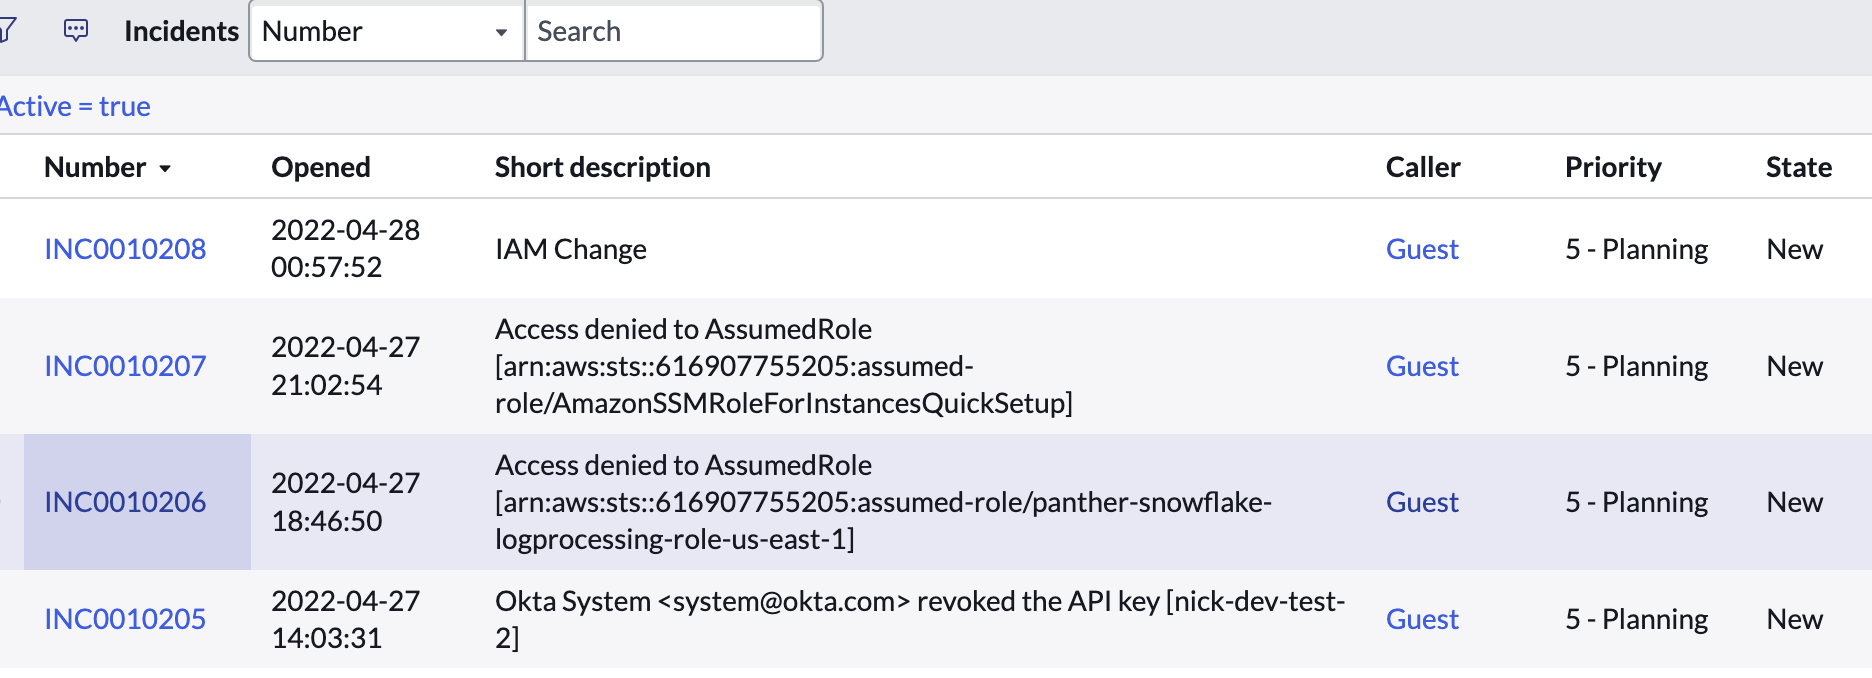 Incidents Number Search
Active = true
Number Opened Short description Caller Priority State
INC0010208 2022-04-28 00:57:52 IAM Change Guest 5 - Planning New
INC0010207 2022-04-27 21:02:54 Access denied to AssumedRole
[arn:aws:sts::616907755205:assumed-
role/AmazonSSMRoleForInstancesQuickSetup] Guest 5 - Planning New
INC0010206 2022-04-27 18:46:50 Access denied to AssumedRole
[arn:aws:sts::616907755205:assumed-role/panther-snowflake-
logprocessing-role-us-east-1] Guest 5 - Planning New
INC0010205 2022-04-27 14:03:31 Okta System <system@okta.com> revoked the API key [nick-dev-test-
2] Guest 5 - Planning New